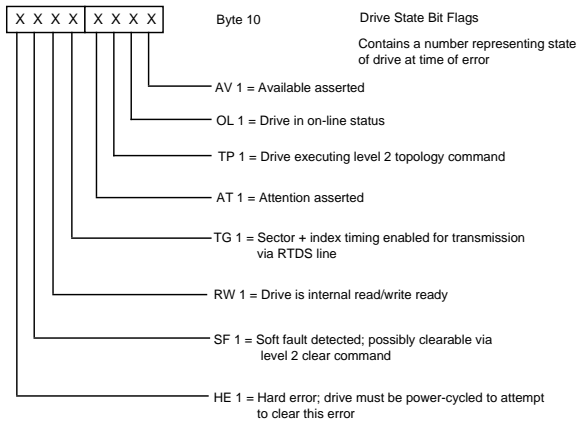 X X X X X X X X Byte 10 Drive State Bit Flags
Contains a number representing state
of drive at time of error
AV 1 = Available asserted
OL 1 = Drive in on-line status
TP 1 = Drive executing level 2 topology command
AT 1 = Attention asserted
TG 1 = Sector + index timing enabled for transmission
via RTDS line
RW 1 = Drive is internal read/write ready
SF 1 = Soft fault detected; possibly clearable via
level 2 clear command
HE 1 = Hard error; drive must be power-cycled to attempt
to clear this error